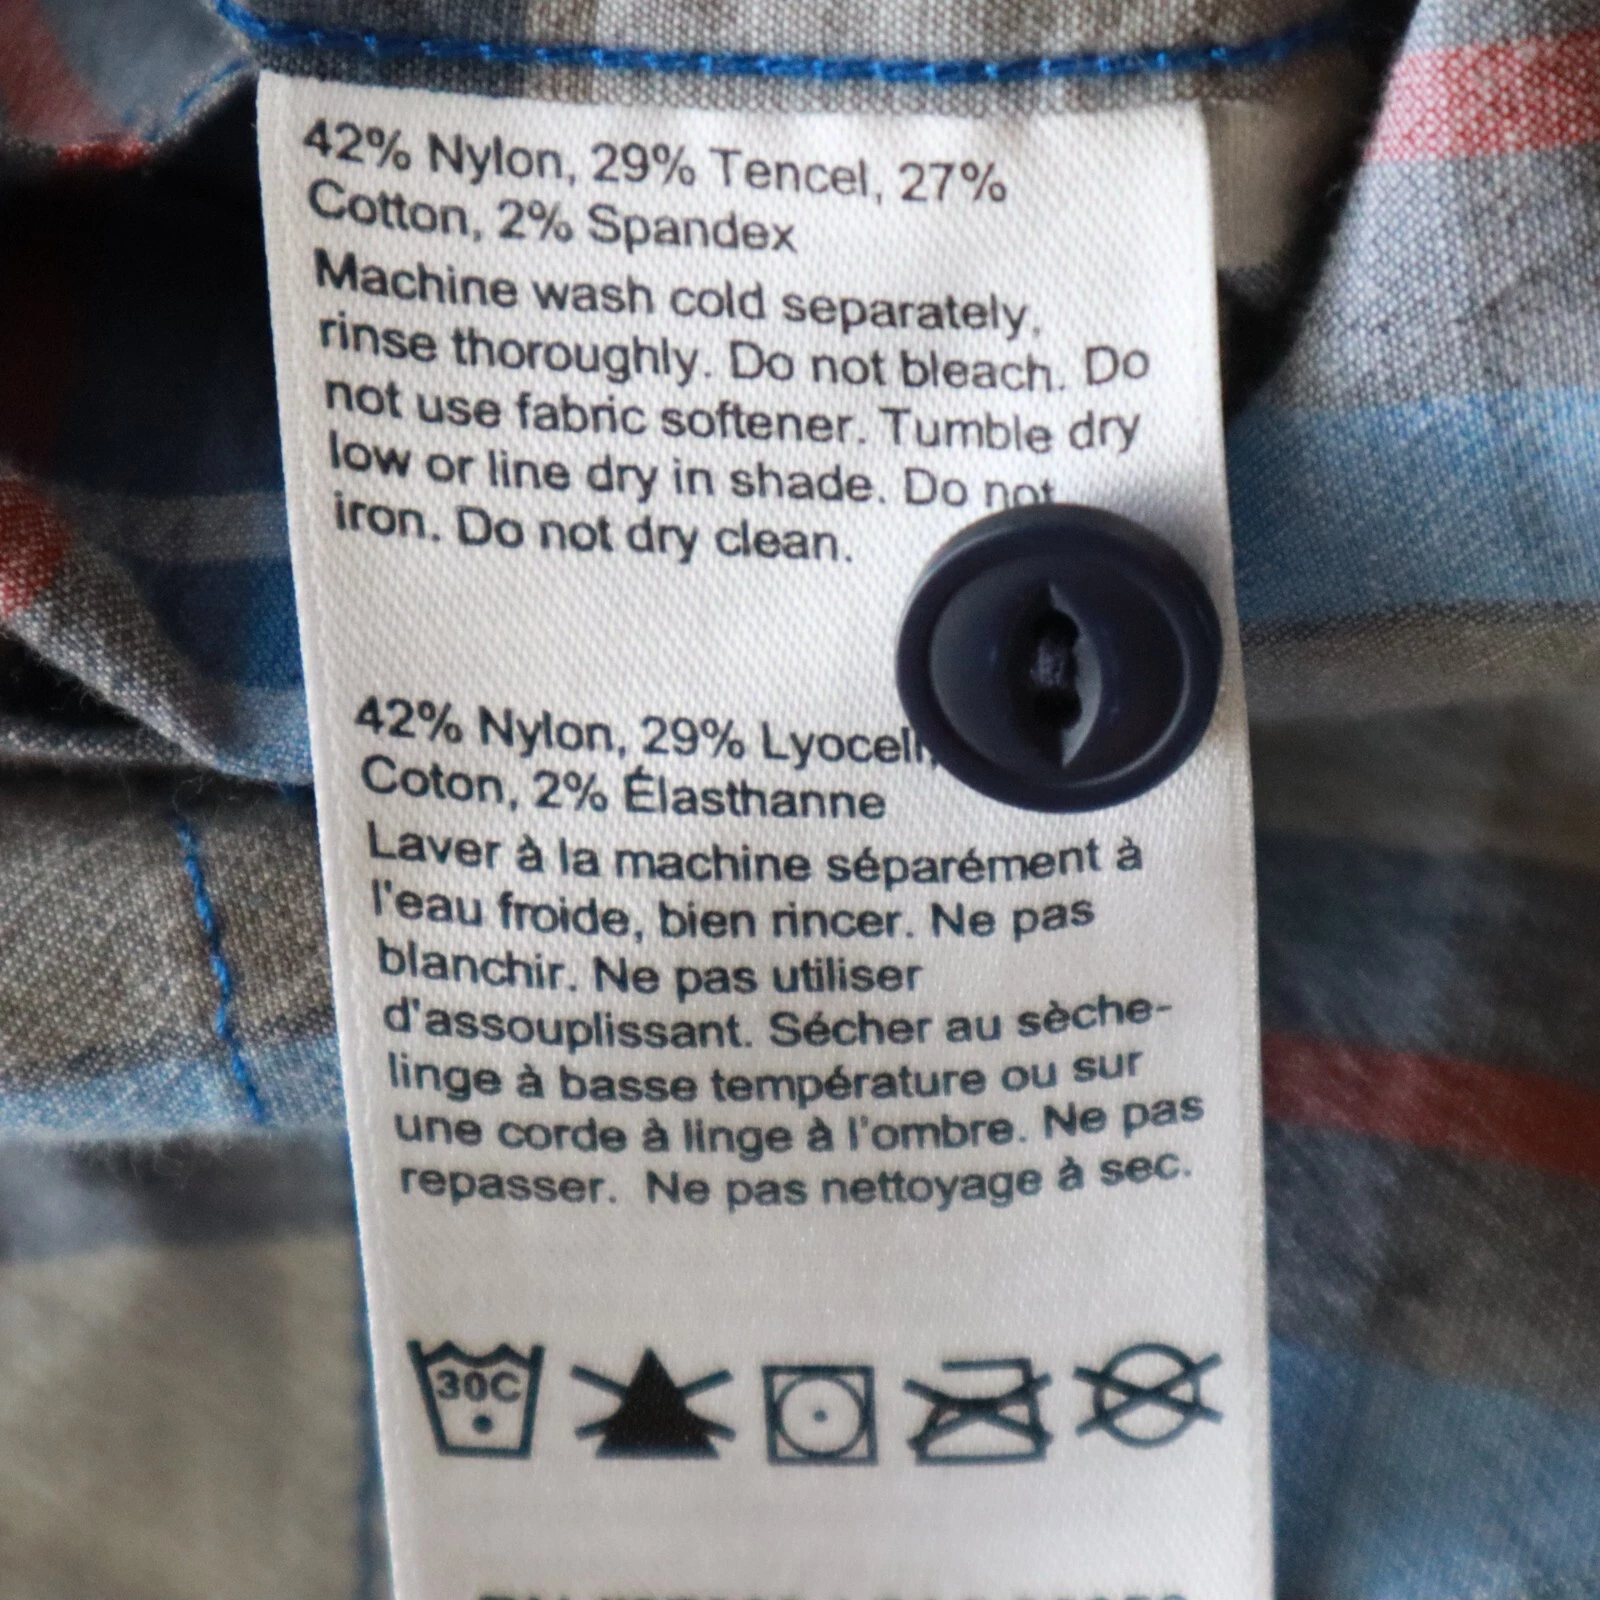 42% Nylon, 29% Tencel, 27%
Cotton, 2% Spandex
Machine wash cold separately,
rinse thoroughly. Do not bleach. Do
not use fabric softener. Tumble dry
low or line dry in shade. Do not
iron. Do not dry clean.
42% Nylon, 29% Lyocell,
Coton, 2% Élasthanne
Laver à la machine séparément à
l'eau froide, bien rincer. Ne pas
blanchir. Ne pas utiliser
d'assouplissant. Sécher au sèche-
linge à basse température ou sur
une corde à linge à l'ombre. Ne pas
repasser. Ne pas nettoyage à sec.
30C